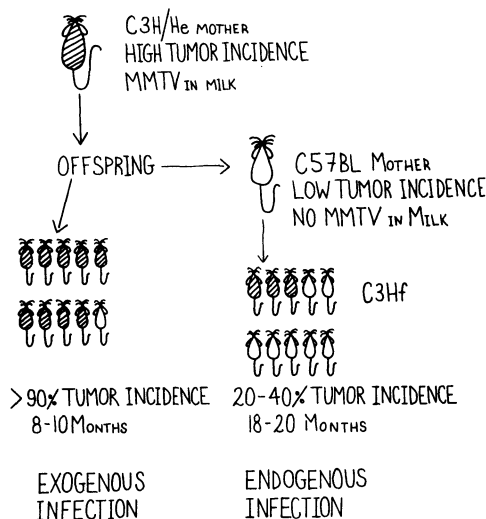 C3H/He MOTHER
HIGH TUMOR INCIDENCE
MMTV IN MILK
OFFSPRING
C57BL MOTHER
LOW TUMOR INCIDENCE
NO MMTV IN MILK
C3Hf
>90% TUMOR INCIDENCE
8-10 MONTHS
20-40% TUMOR INCIDENCE
18-20 MONTHS
EXOGENOUS
INFECTION
ENDOGENOUS
INFECTION